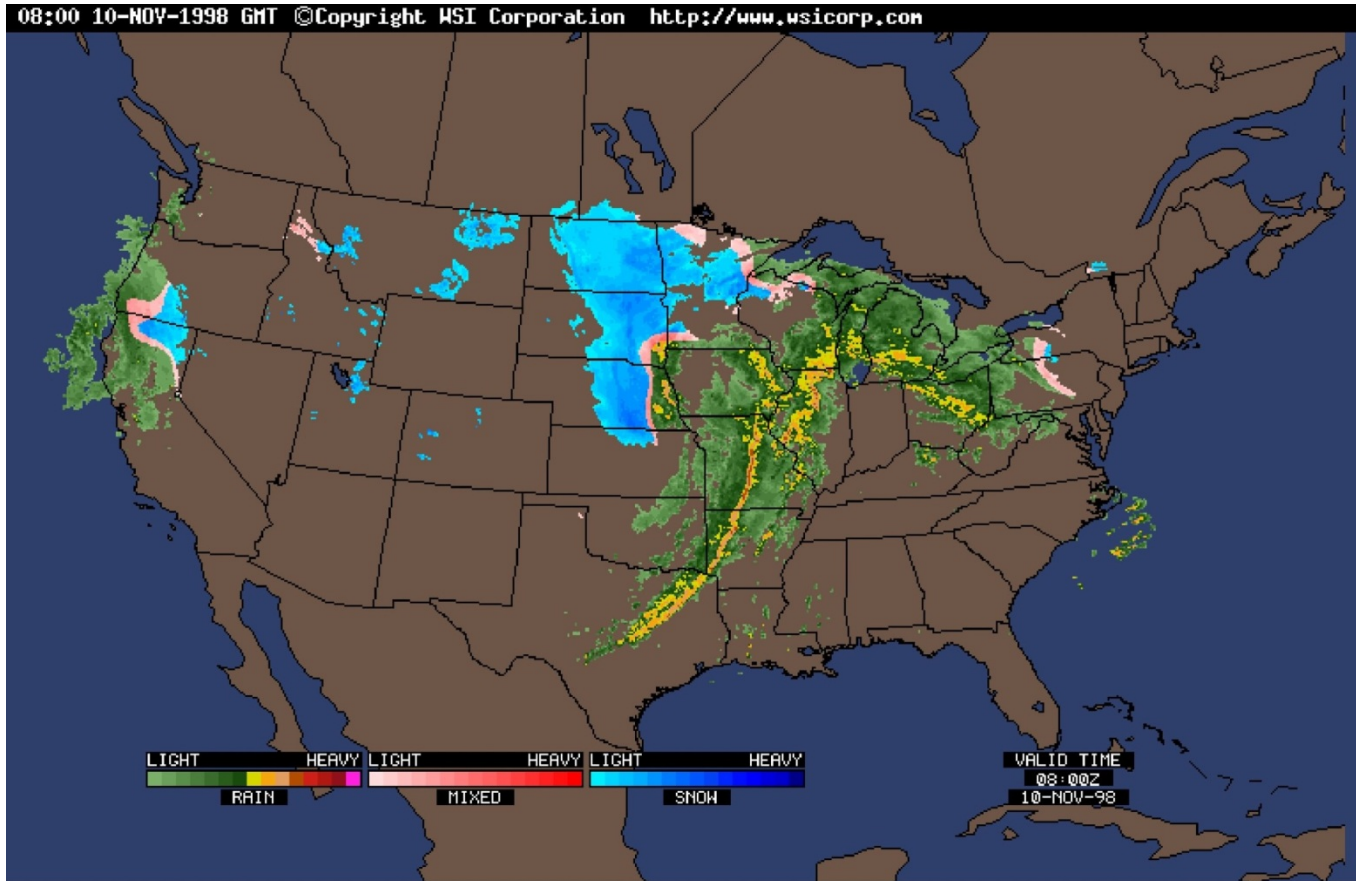 08:00 10-NOV-1998 GMT ©Copyright WSI Corporation http://www.wsicorp.com
LIGHT HEAVY LIGHT HEAVY LIGHT HEAVY
RAIN MIXED SNOW
VALID TIME
08:00Z
10-NOV-98